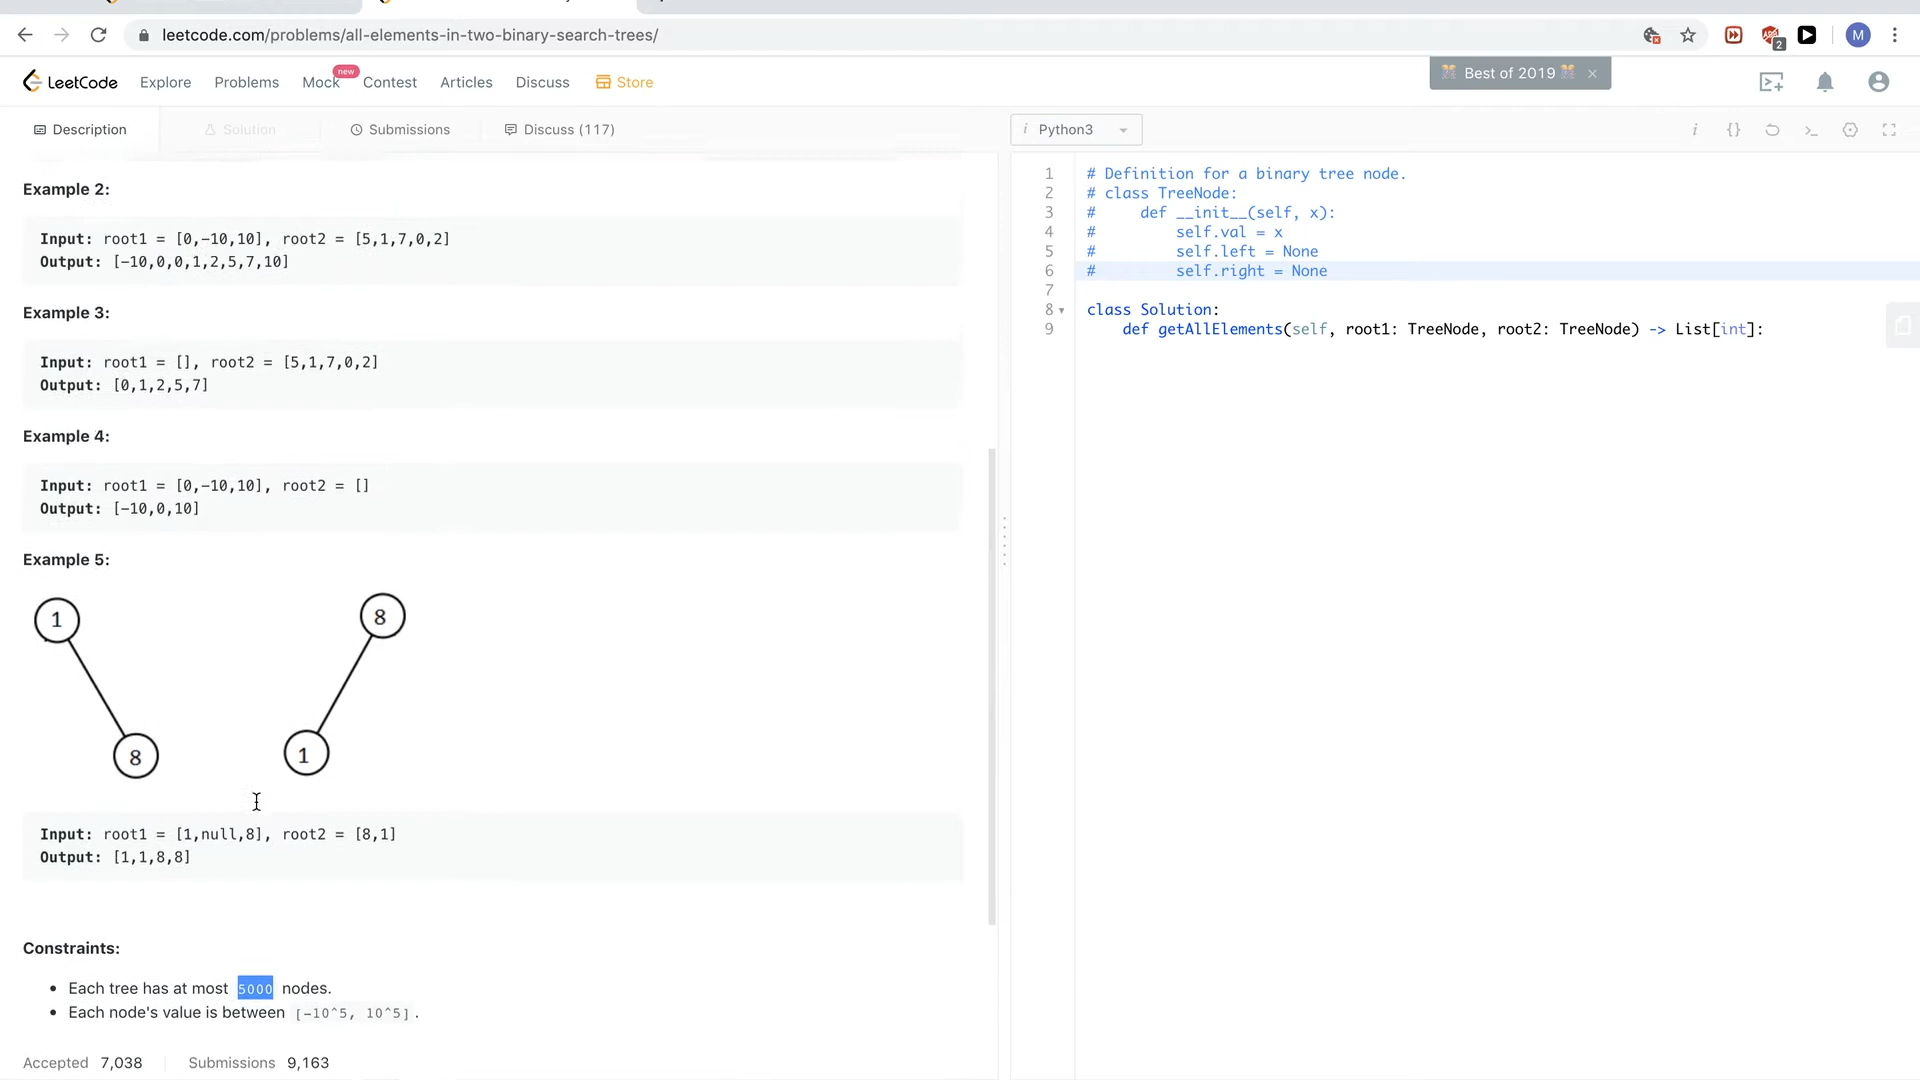 leetcode.com/problems/all-elements-in-two-binary-search-trees/
2
M
LeetCode
Explore
Problems
Mock
new
Contest
Articles
Discuss
Store
Best of 2019 ×
Description
Solution
Submissions
Discuss (117)
i Python3
i {} >_
Example 2:
Input: root1 = [0,-10,10], root2 = [5,1,7,0,2]
Output: [-10,0,0,1,2,5,7,10]
Example 3:
Input: root1 = [], root2 = [5,1,7,0,2]
Output: [0,1,2,5,7]
Example 4:
Input: root1 = [0,-10,10], root2 = []
Output: [-10,0,10]
Example 5:
1
8
8
1
Input: root1 = [1,null,8], root2 = [8,1]
Output: [1,1,8,8]
Constraints:
• Each tree has at most 5000 nodes.
• Each node's value is between [-10^5, 10^5].
Accepted 7,038
Submissions 9,163
1 # Definition for a binary tree node.
2 # class TreeNode:
3 #     def __init__(self, x):
4 #         self.val = x
5 #         self.left = None
6 #         self.right = None
7
8 class Solution:
9     def getAllElements(self, root1: TreeNode, root2: TreeNode) -> List[int]: